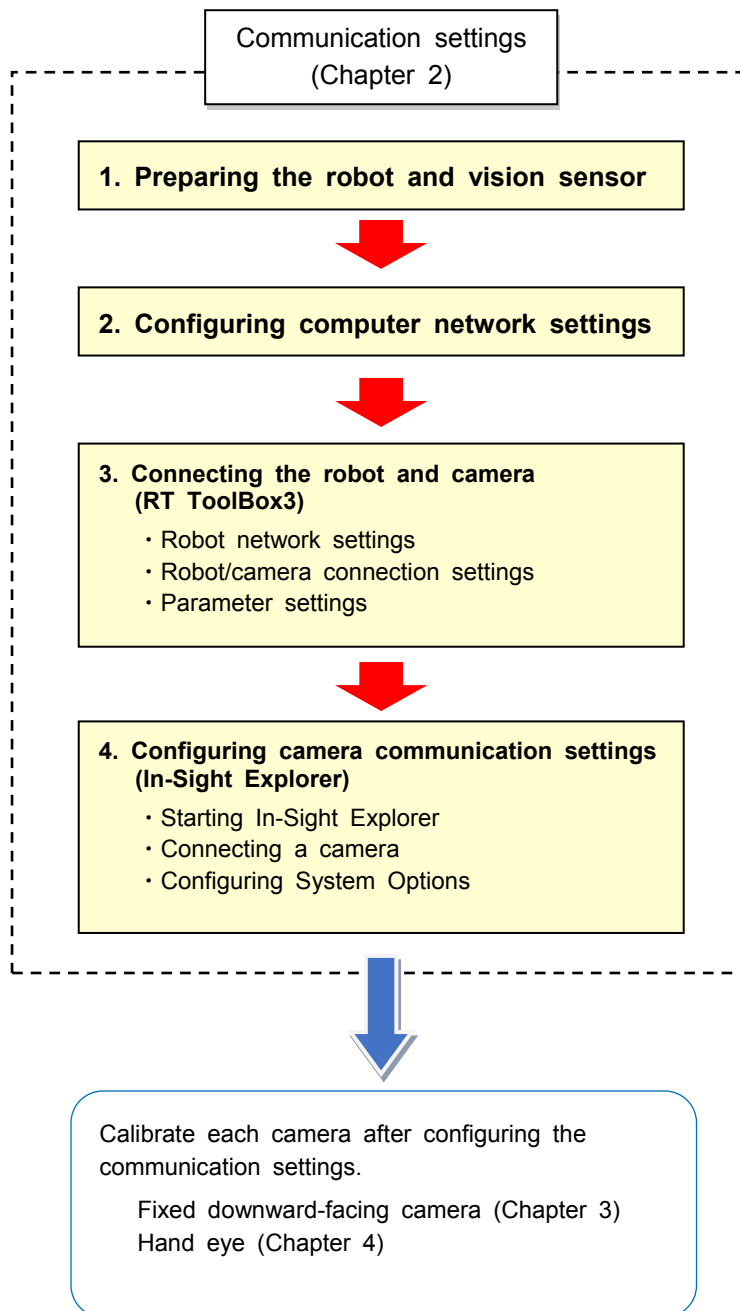 Communication settings
(Chapter 2)
1. Preparing the robot and vision sensor
2. Configuring computer network settings
3. Connecting the robot and camera
(RT ToolBox3)
・Robot network settings
・Robot/camera connection settings
・Parameter settings
4. Configuring camera communication settings
(In-Sight Explorer)
・Starting In-Sight Explorer
・Connecting a camera
・Configuring System Options
Calibrate each camera after configuring the
communication settings.
Fixed downward-facing camera (Chapter 3)
Hand eye (Chapter 4)